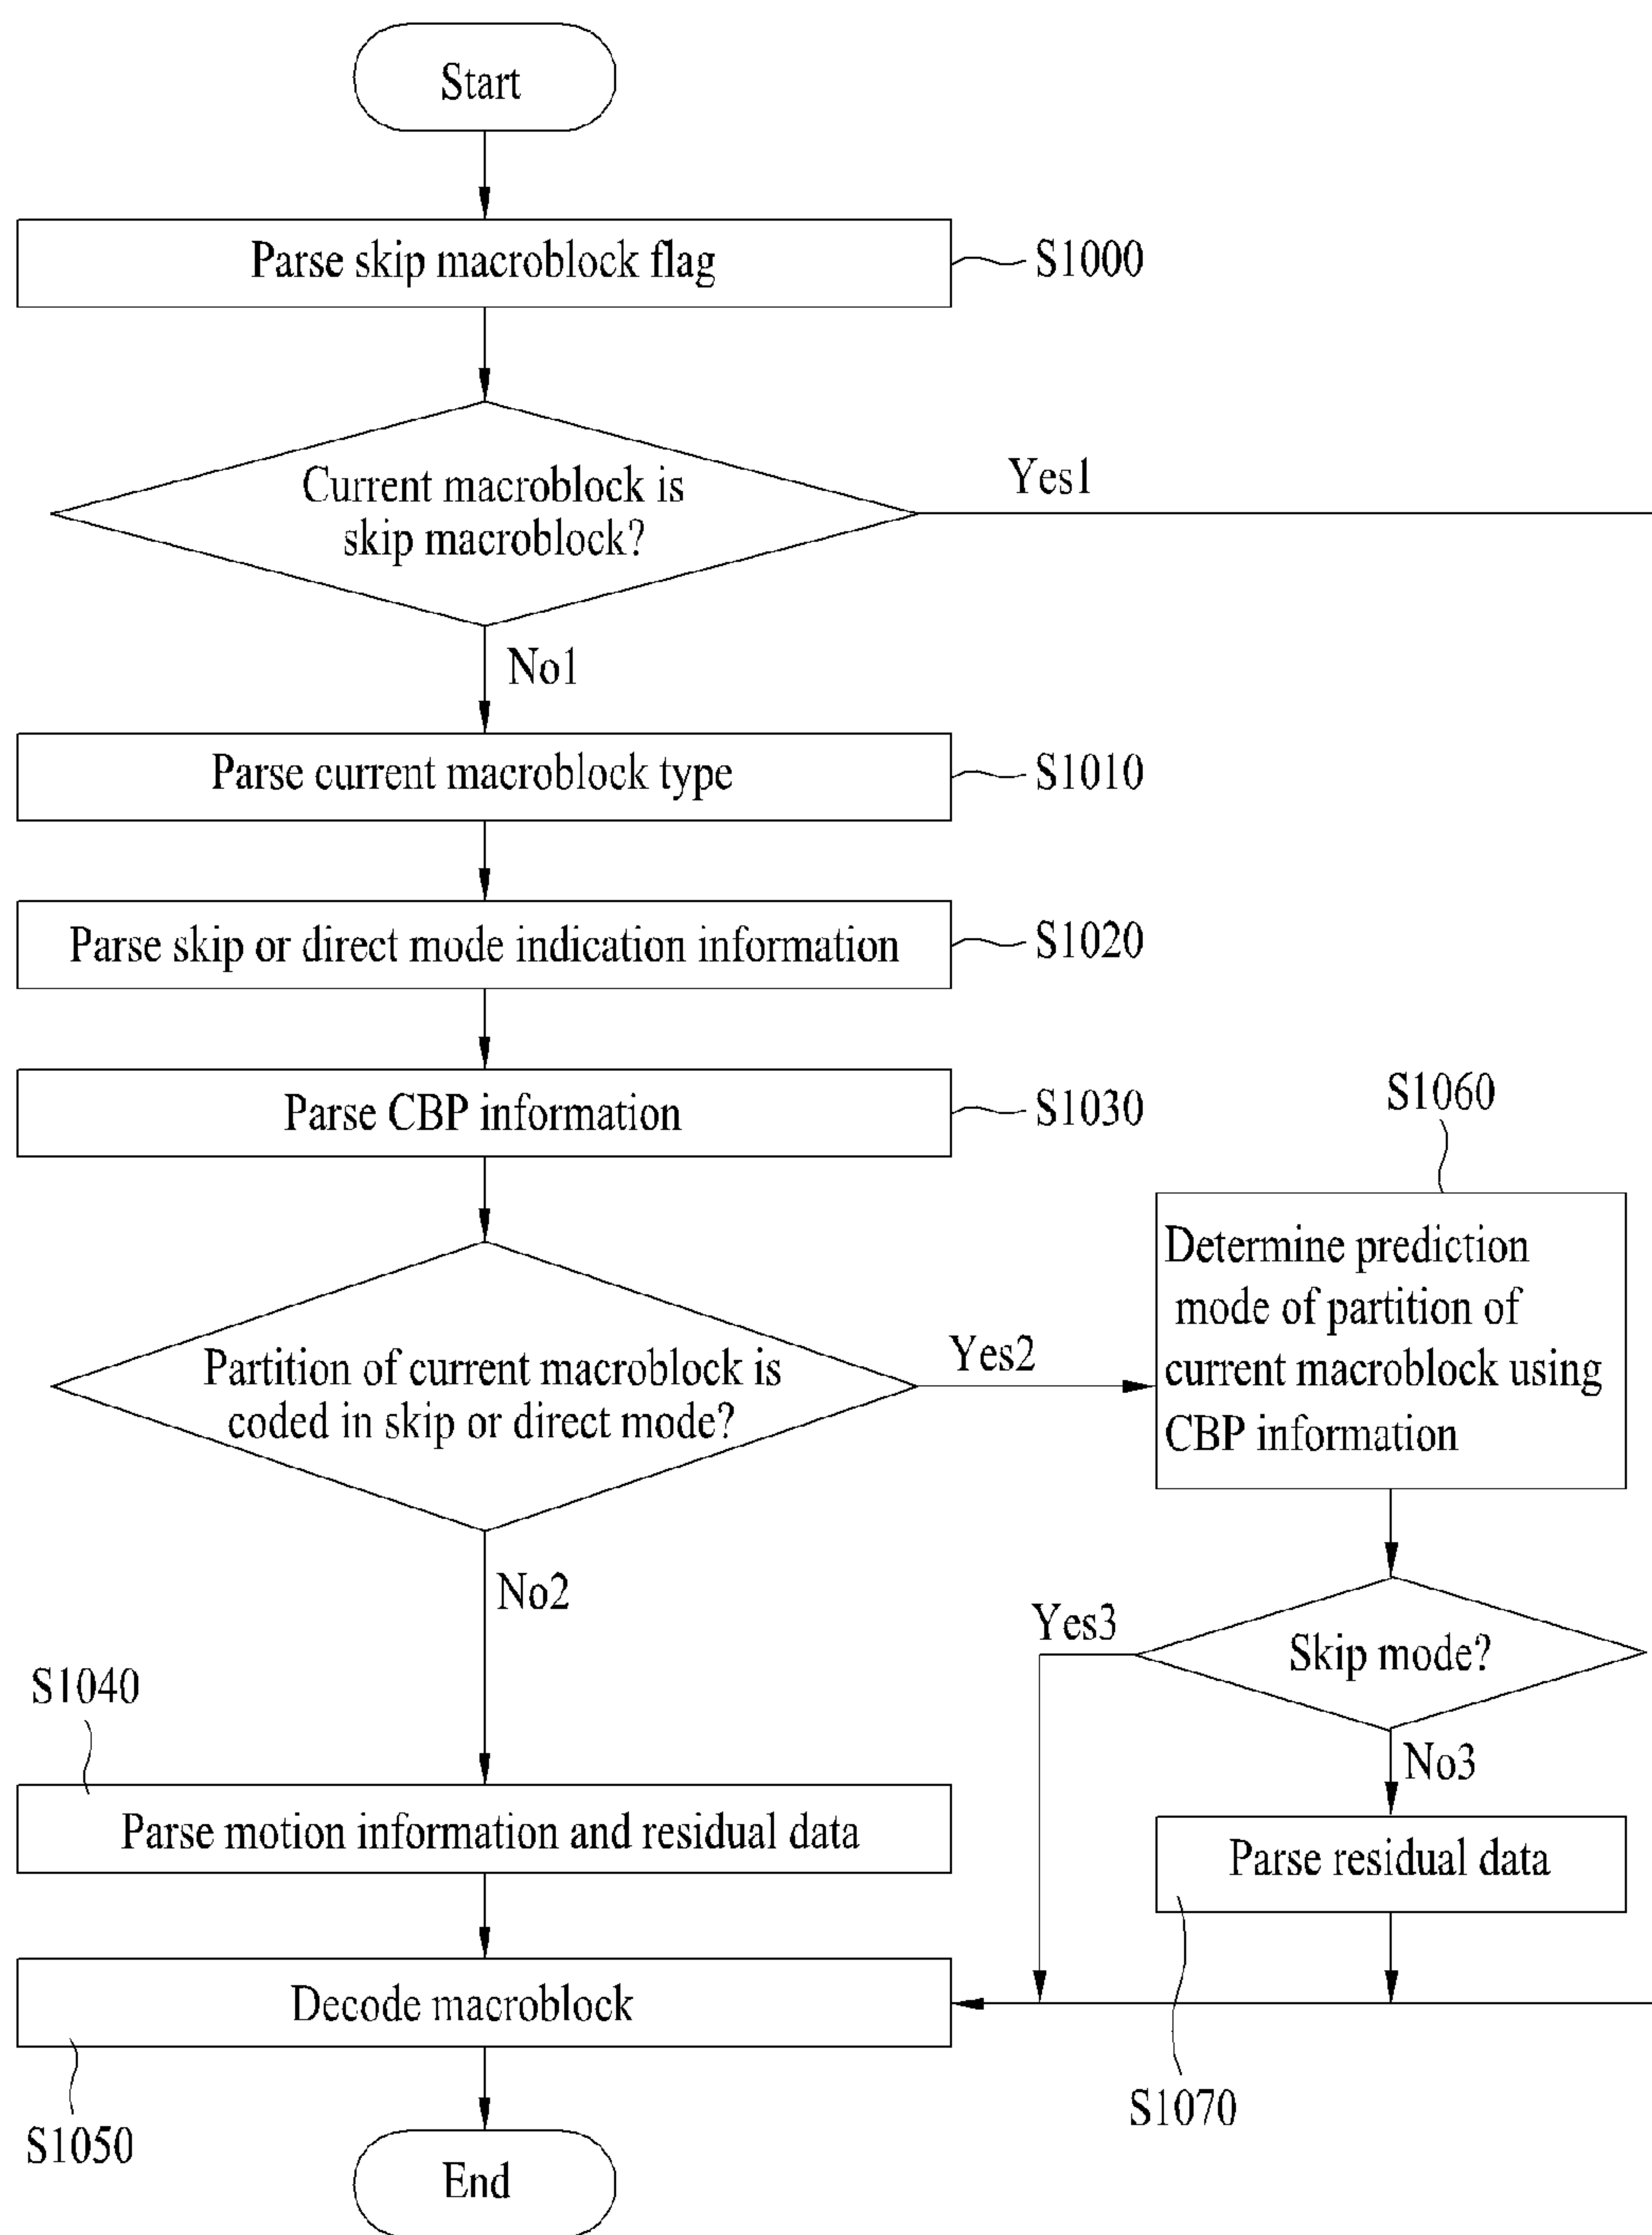 Start
Parse skip macroblock flag
S1000
Current macroblock is
skip macroblock?
Yes1
No1
Parse current macroblock type
S1010
Parse skip or direct mode indication information
S1020
Parse CBP information
S1030
S1060
Determine prediction
mode of partition of
current macroblock using
CBP information
Partition of current macroblock is
coded in skip or direct mode?
Yes2
No2
Yes3
Skip mode?
No3
S1040
Parse motion information and residual data
Parse residual data
Decode macroblock
S1070
S1050
End